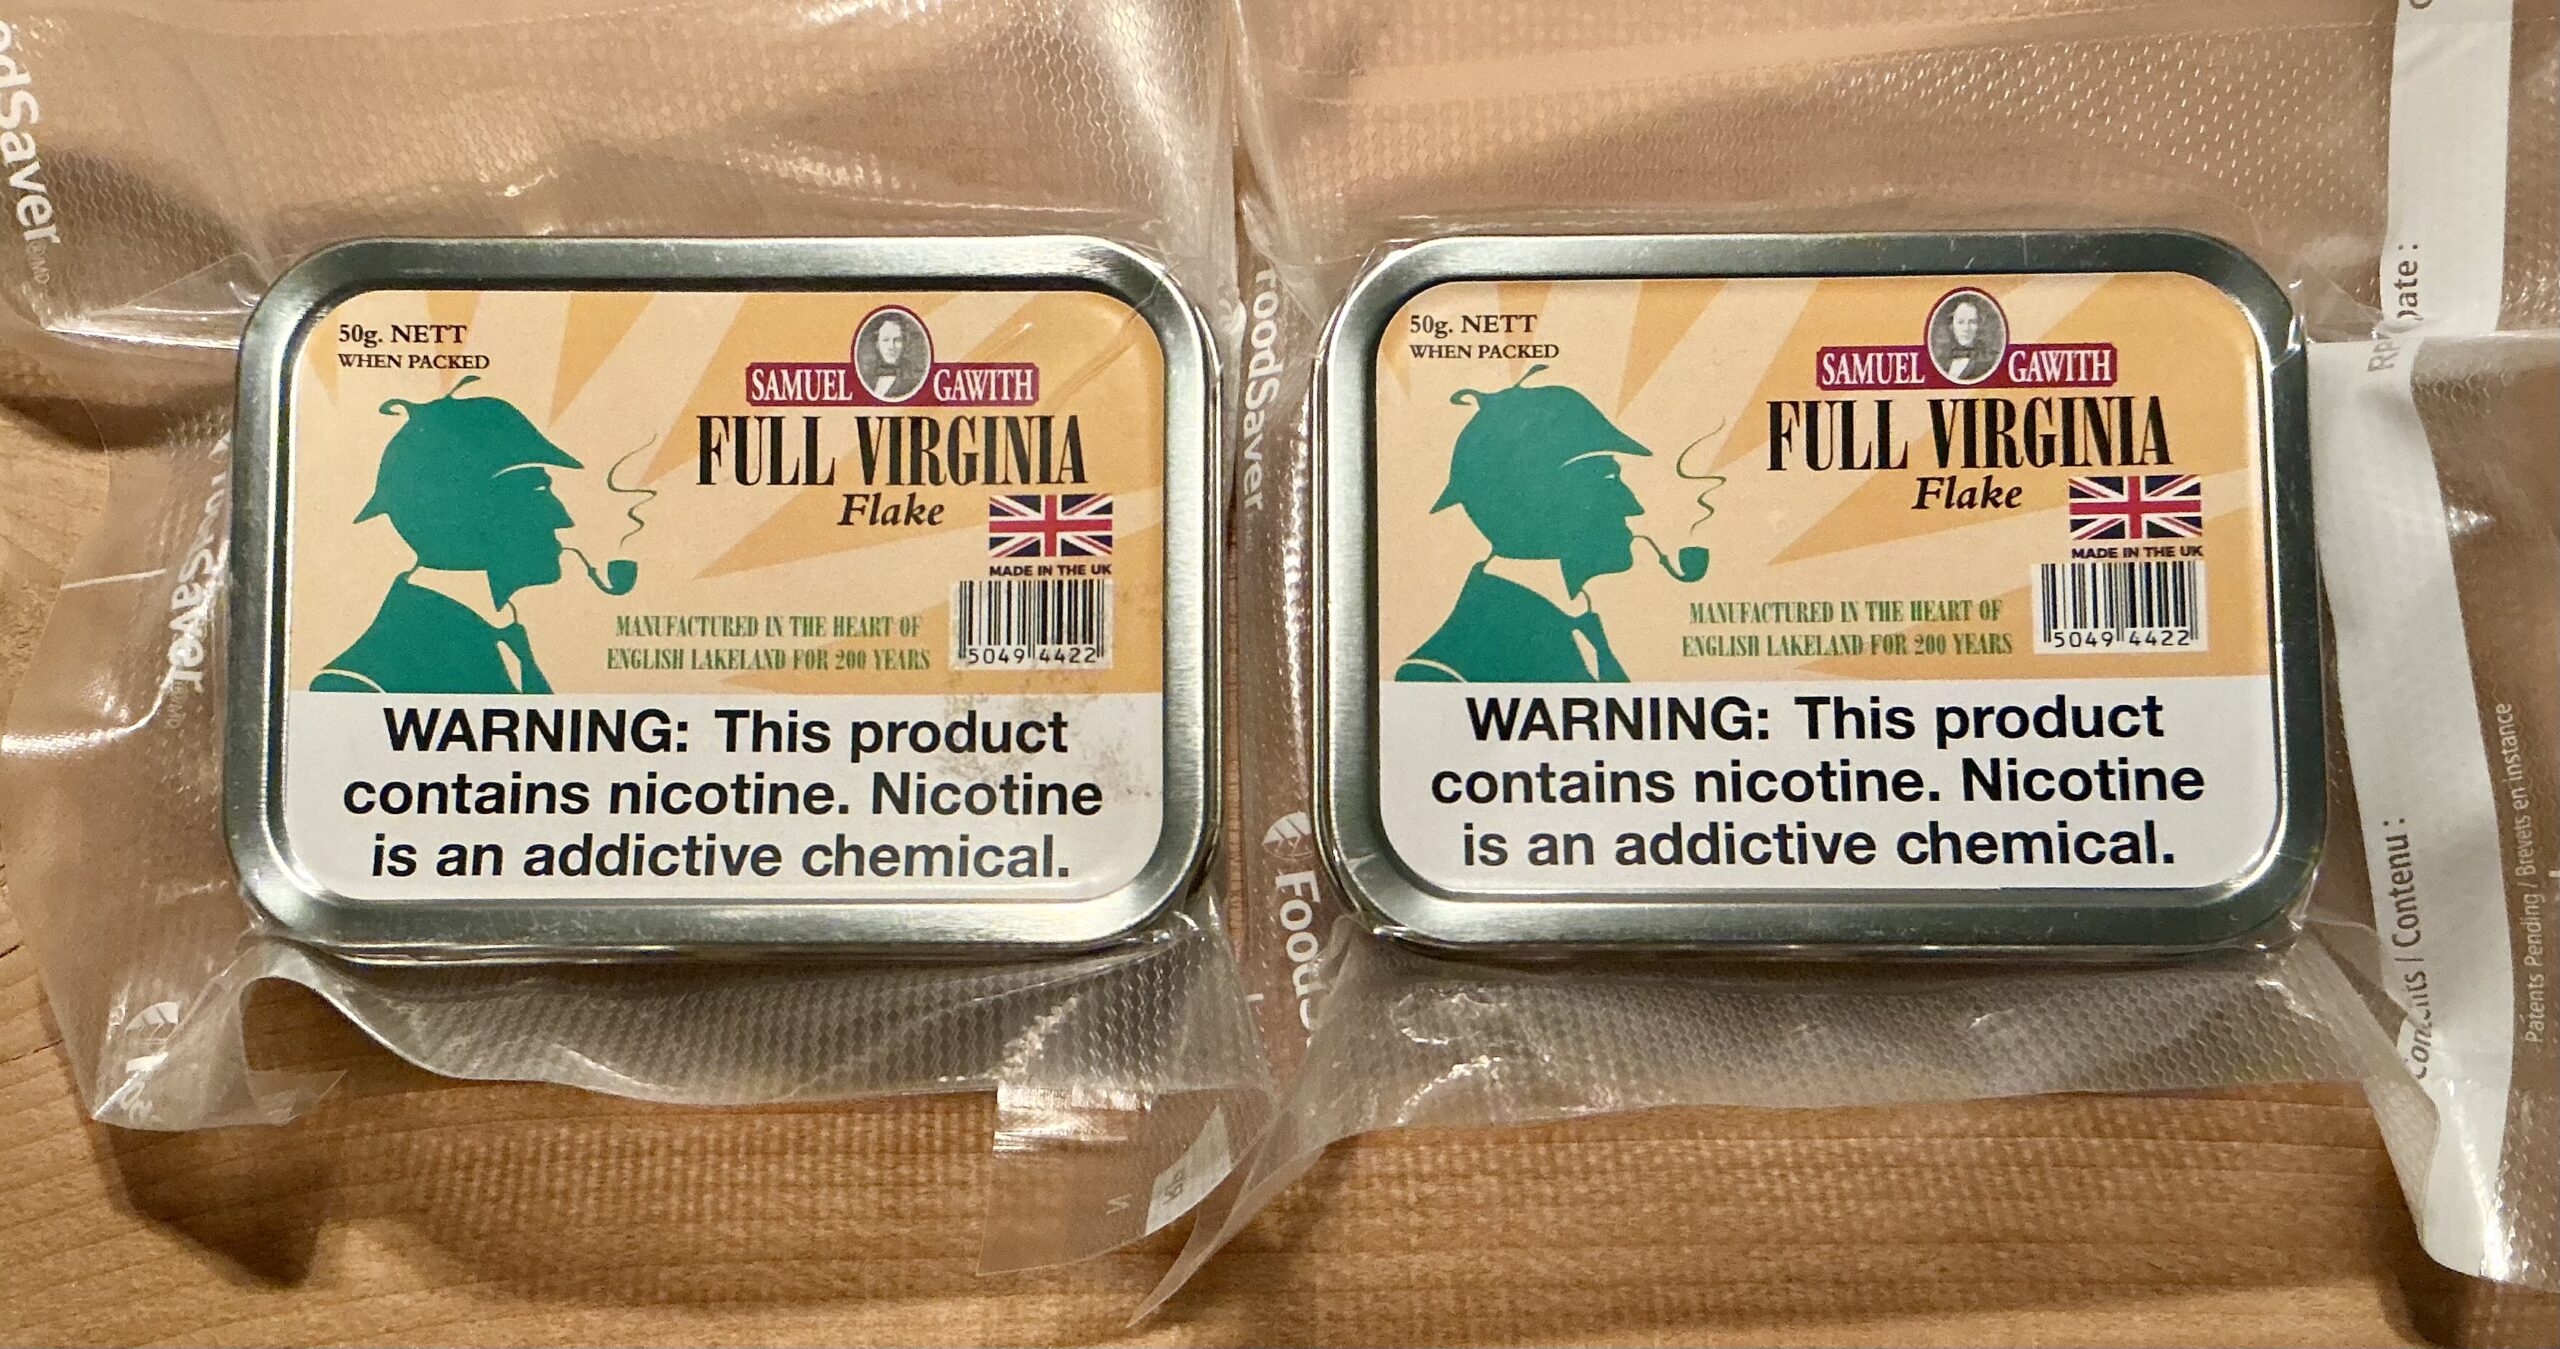 50g. NETT
WHEN PACKED
SAMUEL GAWITH
FULL VIRGINIA
Flake
MADE IN THE UK
MANUFACTURED IN THE HEART OF
ENGLISH LAKELAND FOR 200 YEARS
5049 4422
WARNING: This product
contains nicotine. Nicotine
is an addictive chemical.
FoodSaver
50g. NETT
WHEN PACKED
SAMUEL GAWITH
FULL VIRGINIA
Flake
MADE IN THE UK
MANUFACTURED IN THE HEART OF
ENGLISH LAKELAND FOR 200 YEARS
5049 4422
WARNING: This product
contains nicotine. Nicotine
is an addictive chemical.
Contenu :
Patents Pending / Brevets en instance